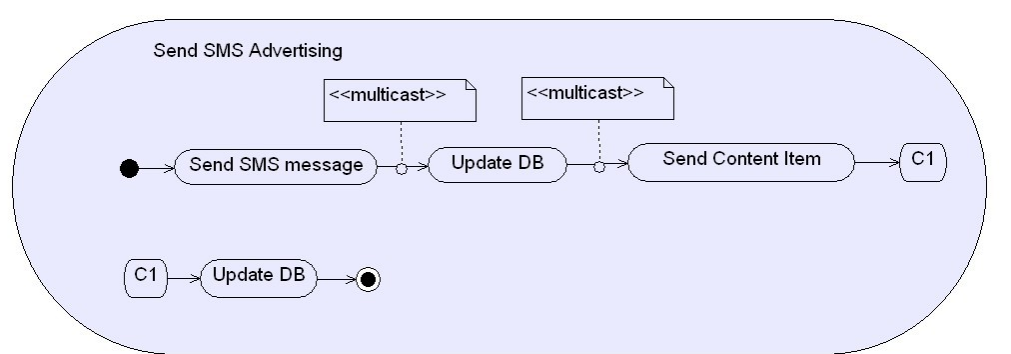 Send SMS Advertising
<<multicast>>
<<multicast>>
Send SMS message
Update DB
Send Content Item
C1
C1
Update DB